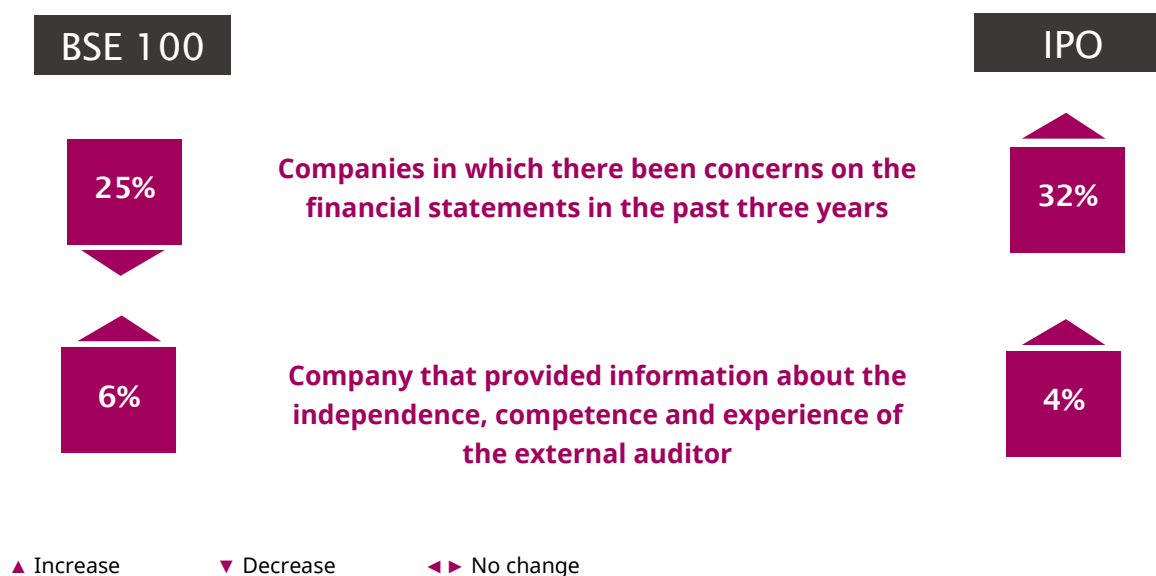 BSE 100
IPO
25%
Companies in which there been concerns on the
financial statements in the past three years
32%
6%
Company that provided information about the
independence, competence and experience of
the external auditor
4%
▲ Increase ▼ Decrease ◄► No change